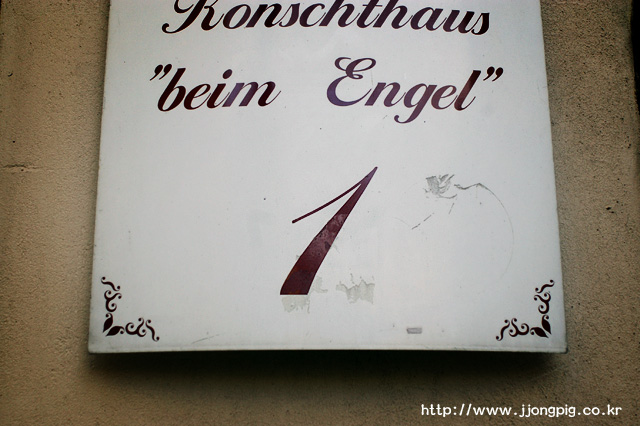 Konschthaus
"beim Engel"
1
http://www.jjongpig.co.kr